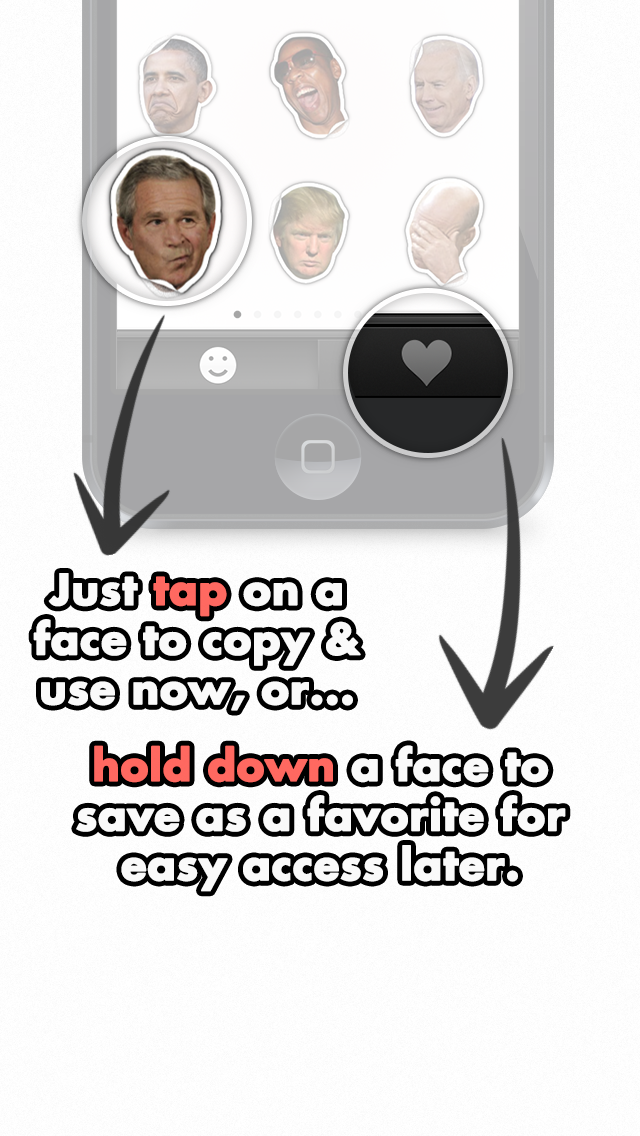 Just tap on a
face to copy &
use now, or...
hold down a face to
save as a favorite for
easy access later.